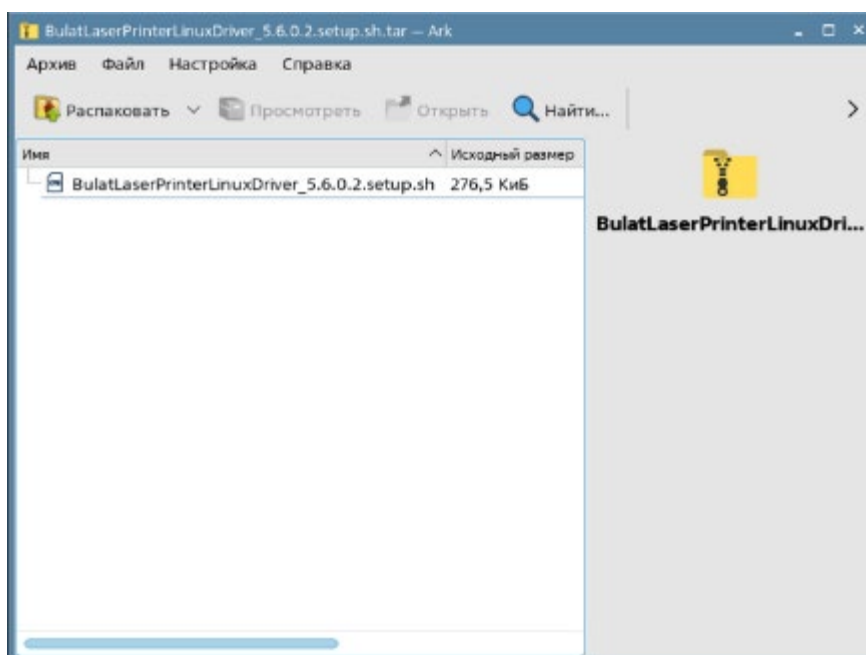 BulatLaserPrinterLinuxDriver_5.6.0.2.setup.sh.tar — Ark
Архив Файл Настройка Справка
Распаковать Просмотреть Открыть Найти...
Имя Исходный размер
BulatLaserPrinterLinuxDriver_5.6.0.2.setup.sh 276,5 КиБ
BulatLaserPrinterLinuxDri...